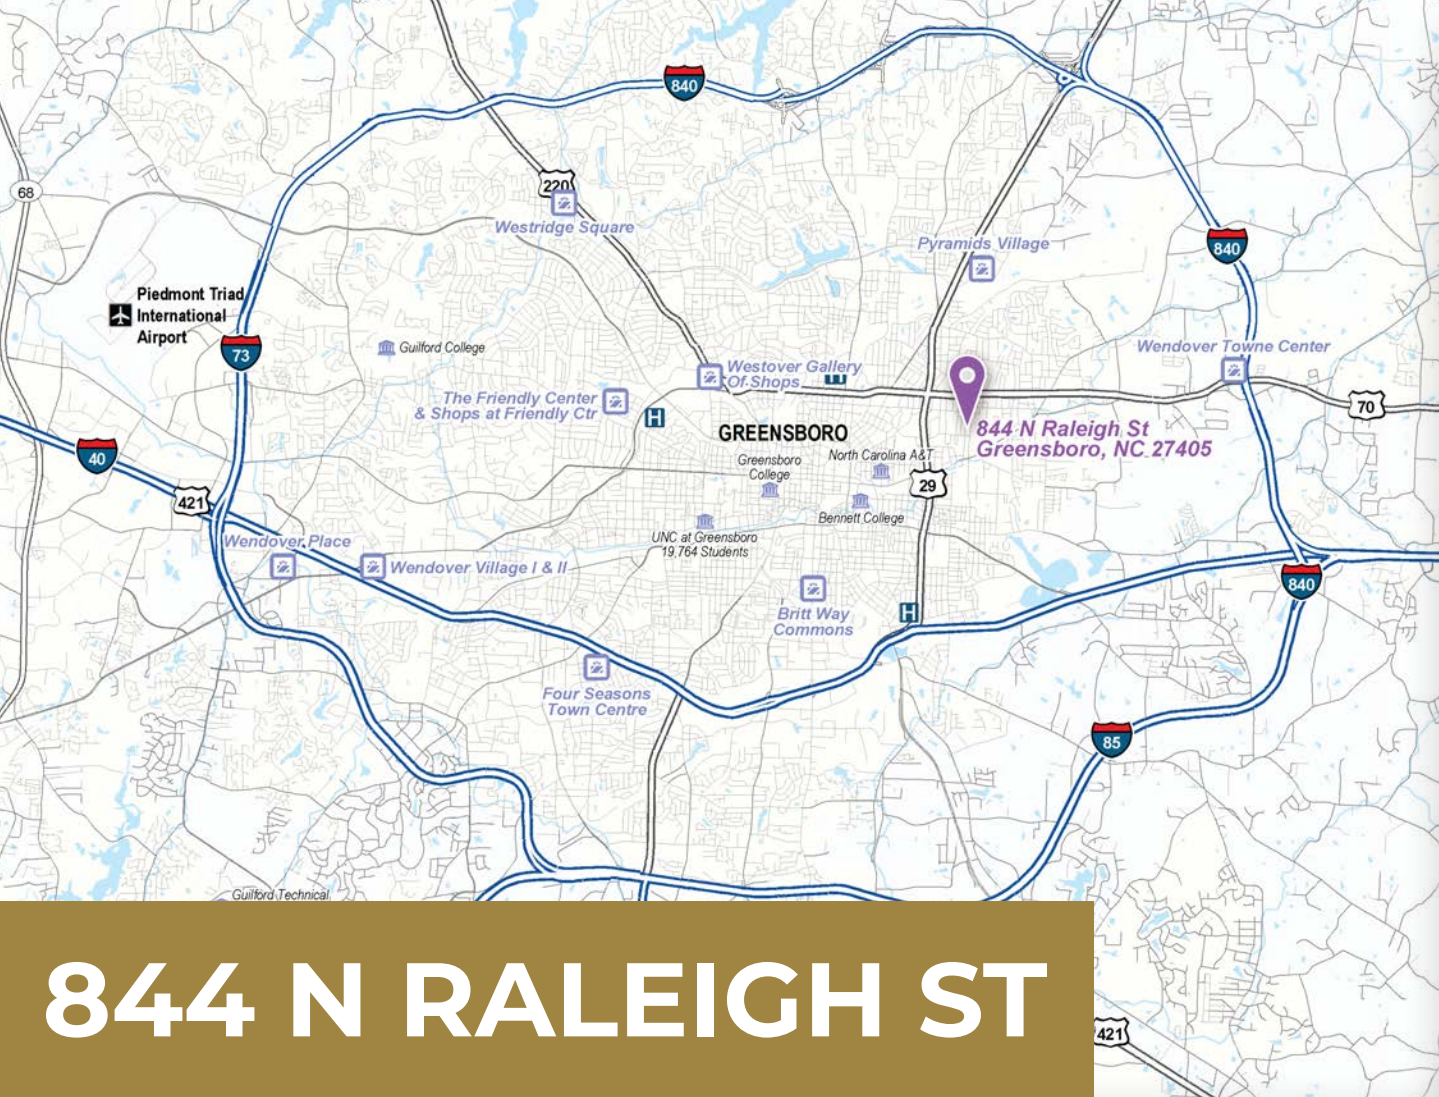 840
68
220
Westridge Square
Pyramids Village
840
Piedmont Triad
International
Airport
73
Guilford College
Wendover Towne Center
Westover Gallery
Of Shops
H
The Friendly Center
& Shops at Friendly Ctr
H
70
GREENSBORO
844 N Raleigh St
Greensboro, NC 27405
40
Greensboro
College
North Carolina A&T
29
421
Bennett College
UNC at Greensboro
19,764 Students
Wendover Place
Wendover Village I & II
840
Britt Way
Commons
H
Four Seasons
Town Centre
85
Guilford Technical
844 N RALEIGH ST
421